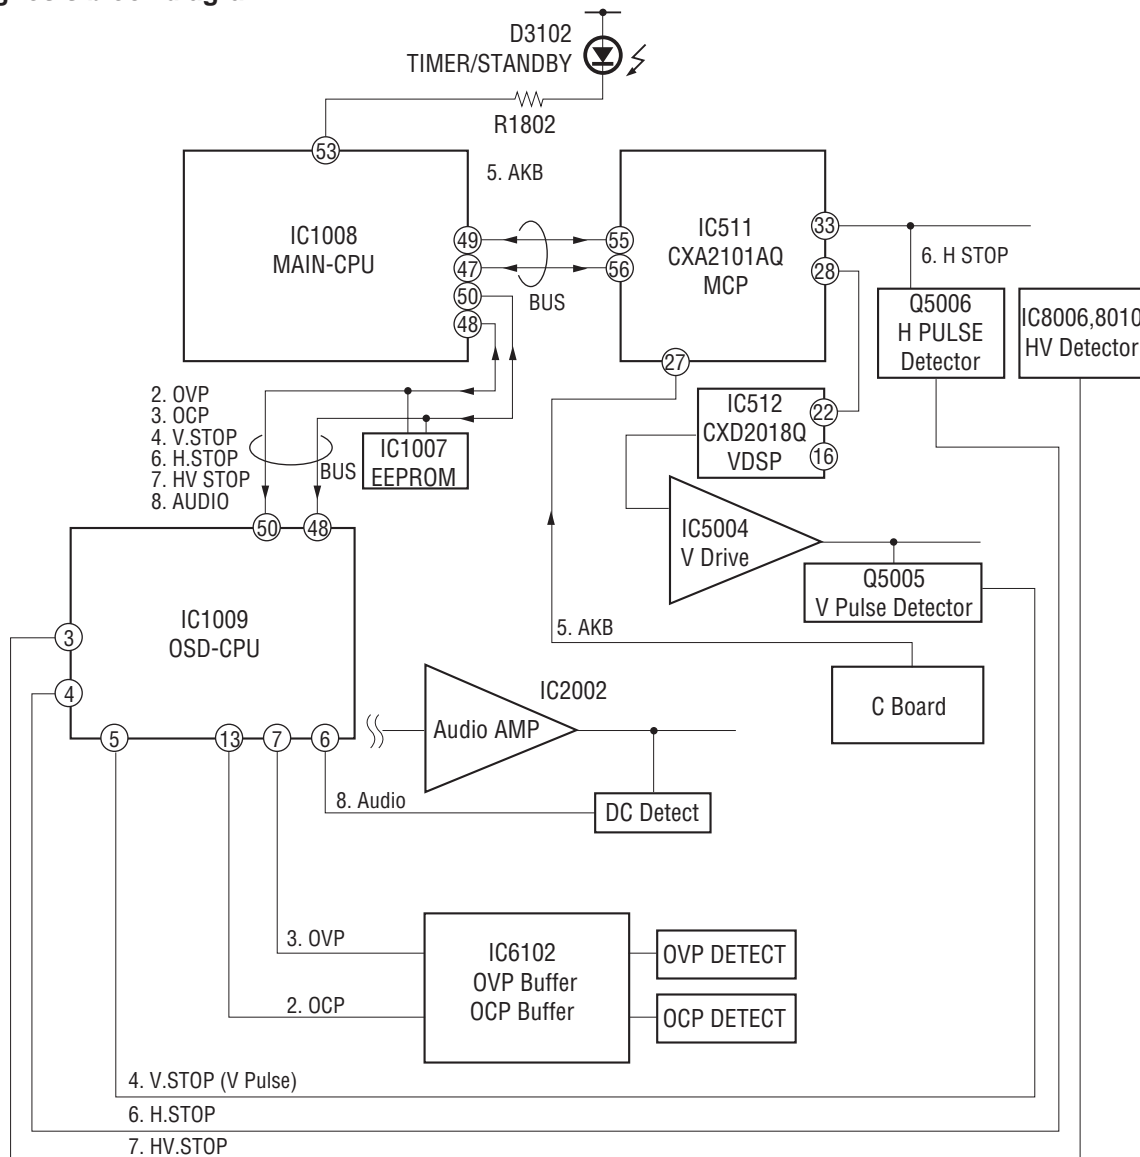 D3102
TIMER/STANDBY
R1802
53
5. AKB
IC1008
MAIN-CPU
49
47
50
48
BUS
55
56
IC511
CXA2101AQ
MCP
33
28
27
6. H STOP
Q5006
H PULSE
Detector
IC8006,8010
HV Detector
IC512
CXD2018Q
VDSP
22
16
2. OVP
3. OCP
4. V.STOP
6. H.STOP
7. HV STOP
8. AUDIO
BUS
IC1007
EEPROM
50
48
IC5004
V Drive
Q5005
V Pulse Detector
IC1009
OSD-CPU
3
4
5
13
7
6
5. AKB
C Board
IC2002
Audio AMP
8. Audio
DC Detect
3. OVP
2. OCP
IC6102
OVP Buffer
OCP Buffer
OVP DETECT
OCP DETECT
4. V.STOP (V Pulse)
6. H.STOP
7. HV.STOP